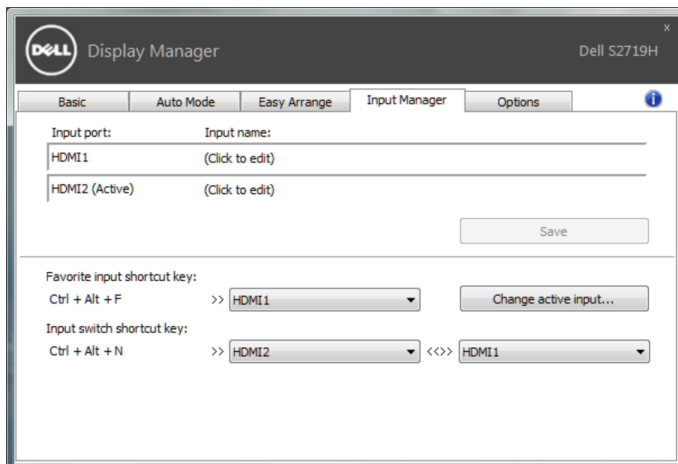 x
DELL Display Manager Dell S2719H
Basic Auto Mode Easy Arrange Input Manager Options i
Input port: Input name:
HDMI1 (Click to edit)
HDMI2 (Active) (Click to edit)
Save
Favorite input shortcut key:
Ctrl + Alt + F >> HDMI1 Change active input...
Input switch shortcut key:
Ctrl + Alt + N >> HDMI2 <<>> HDMI1